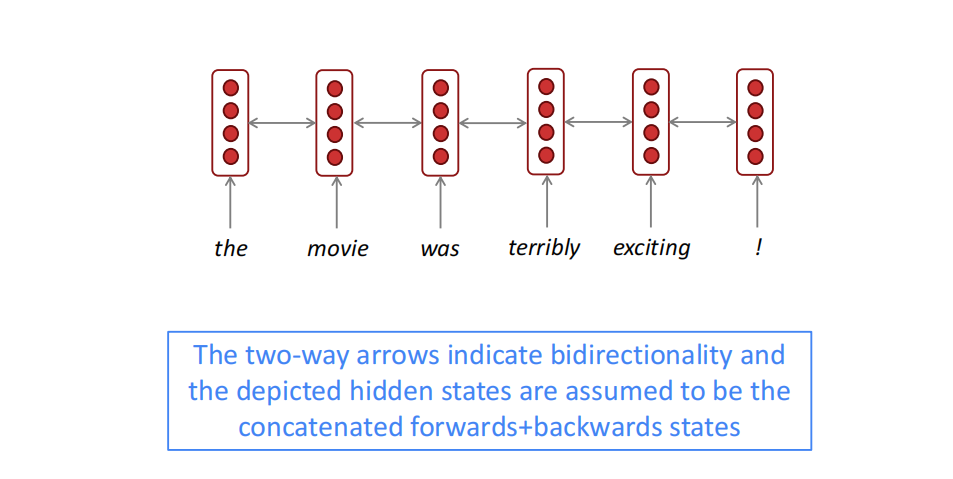 the movie was terribly exciting !
The two-way arrows indicate bidirectionality and
the depicted hidden states are assumed to be the
concatenated forwards+backwards states